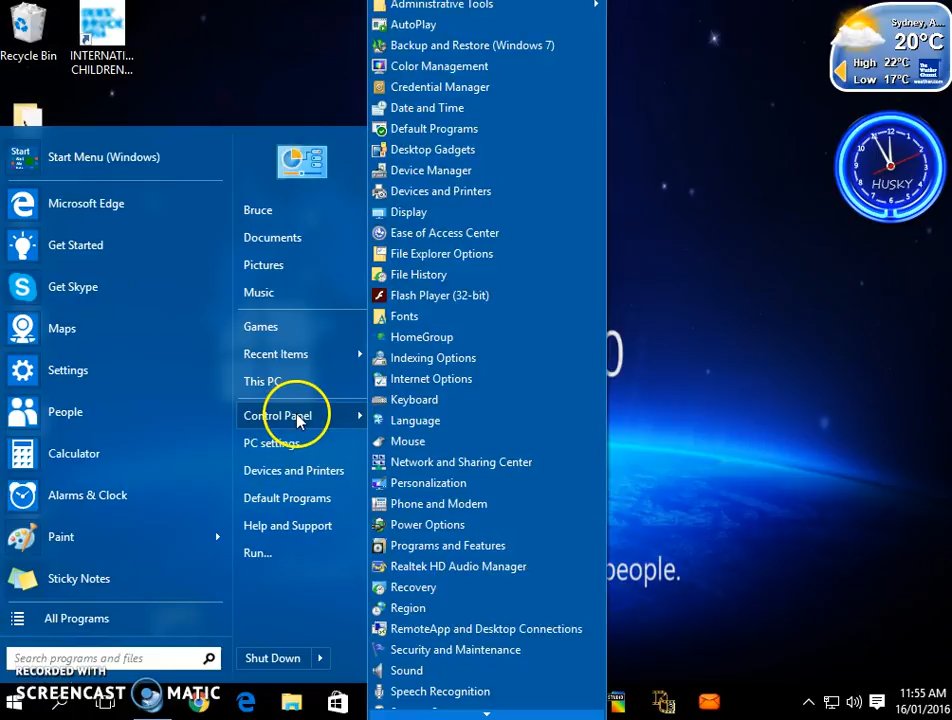 Recycle Bin
INTERNATI...
CHILDREN...
Start
Start Menu (Windows)
Microsoft Edge
Get Started
Get Skype
Maps
Settings
People
Calculator
Alarms & Clock
Paint
Sticky Notes
All Programs
Search programs and files
Bruce
Documents
Pictures
Music
Games
Recent Items
This PC
Control Panel
PC settings
Devices and Printers
Default Programs
Help and Support
Run...
Shut Down
Administrative Tools
AutoPlay
Backup and Restore (Windows 7)
Color Management
Credential Manager
Date and Time
Default Programs
Desktop Gadgets
Device Manager
Devices and Printers
Display
Ease of Access Center
File Explorer Options
File History
Flash Player (32-bit)
Fonts
HomeGroup
Indexing Options
Internet Options
Keyboard
Language
Mouse
Network and Sharing Center
Personalization
Phone and Modem
Power Options
Programs and Features
Realtek HD Audio Manager
Recovery
Region
RemoteApp and Desktop Connections
Security and Maintenance
Sound
Speech Recognition
Sydney, A...
20°C
High 22°C
Low 17°C
12
HUSKY
0
people.
RECORDED WITH
SCREENCAST MATIC
11:55 AM
16/01/2016